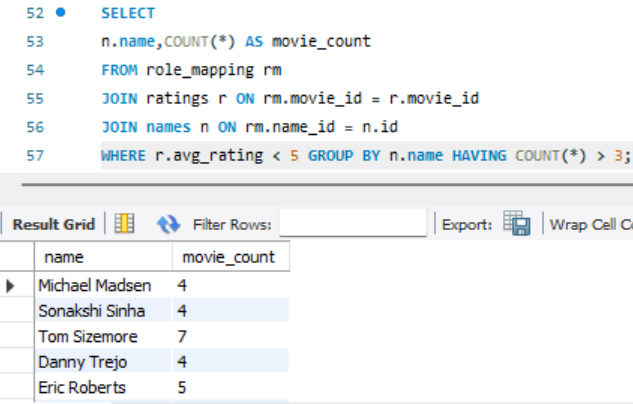 52 SELECT
53 n.name,COUNT(*) AS movie_count
54 FROM role_mapping rm
55 JOIN ratings r ON rm.movie_id = r.movie_id
56 JOIN names n ON rm.name_id = n.id
57 WHERE r.avg_rating < 5 GROUP BY n.name HAVING COUNT(*) > 3;
Result Grid Filter Rows: Export: Wrap Cell Co
name movie_count
Michael Madsen 4
Sonakshi Sinha 4
Tom Sizemore 7
Danny Trejo 4
Eric Roberts 5